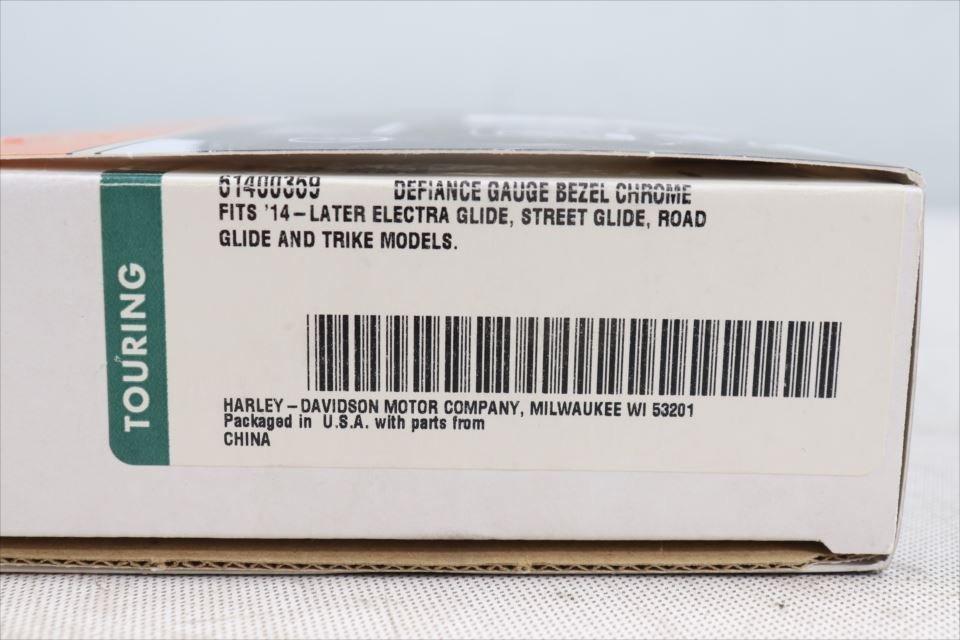 61400359 DEFIANCE GAUGE BEZEL CHROME
FITS '14-LATER ELECTRA GLIDE, STREET GLIDE, ROAD
GLIDE AND TRIKE MODELS.
TOURING
HARLEY-DAVIDSON MOTOR COMPANY, MILWAUKEE WI 53201
Packaged in U.S.A. with parts from
CHINA